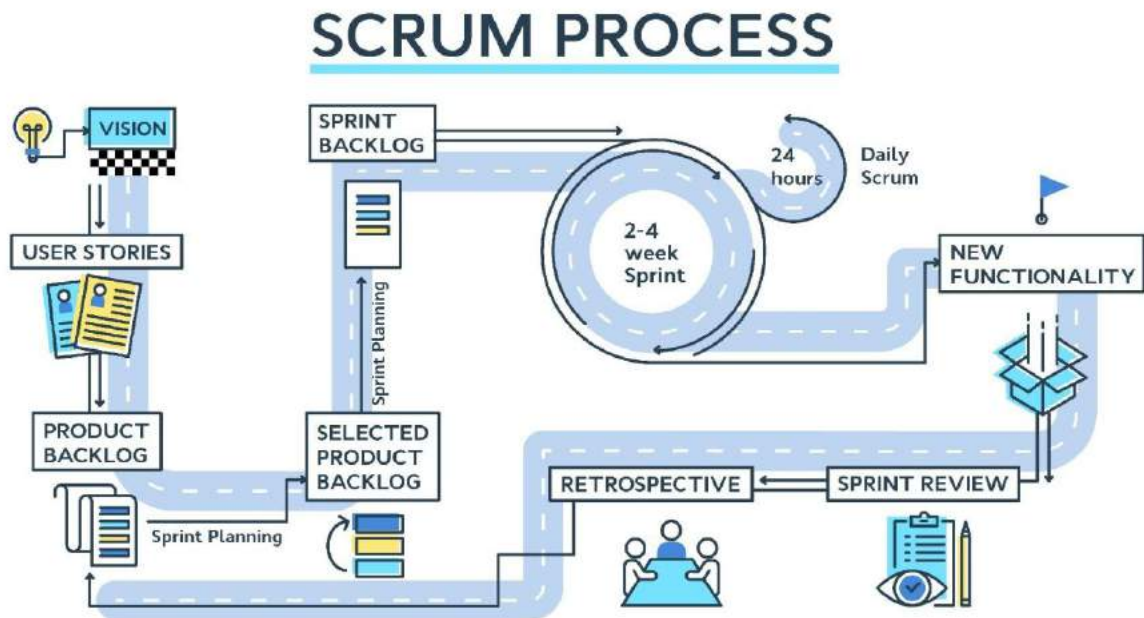 SCRUM PROCESS
VISION
USER STORIES
PRODUCT
BACKLOG
Sprint Planning
SELECTED
PRODUCT
BACKLOG
Sprint Planning
SPRINT
BACKLOG
2-4
week
Sprint
24
hours
Daily
Scrum
NEW
FUNCTIONALITY
SPRINT REVIEW
RETROSPECTIVE